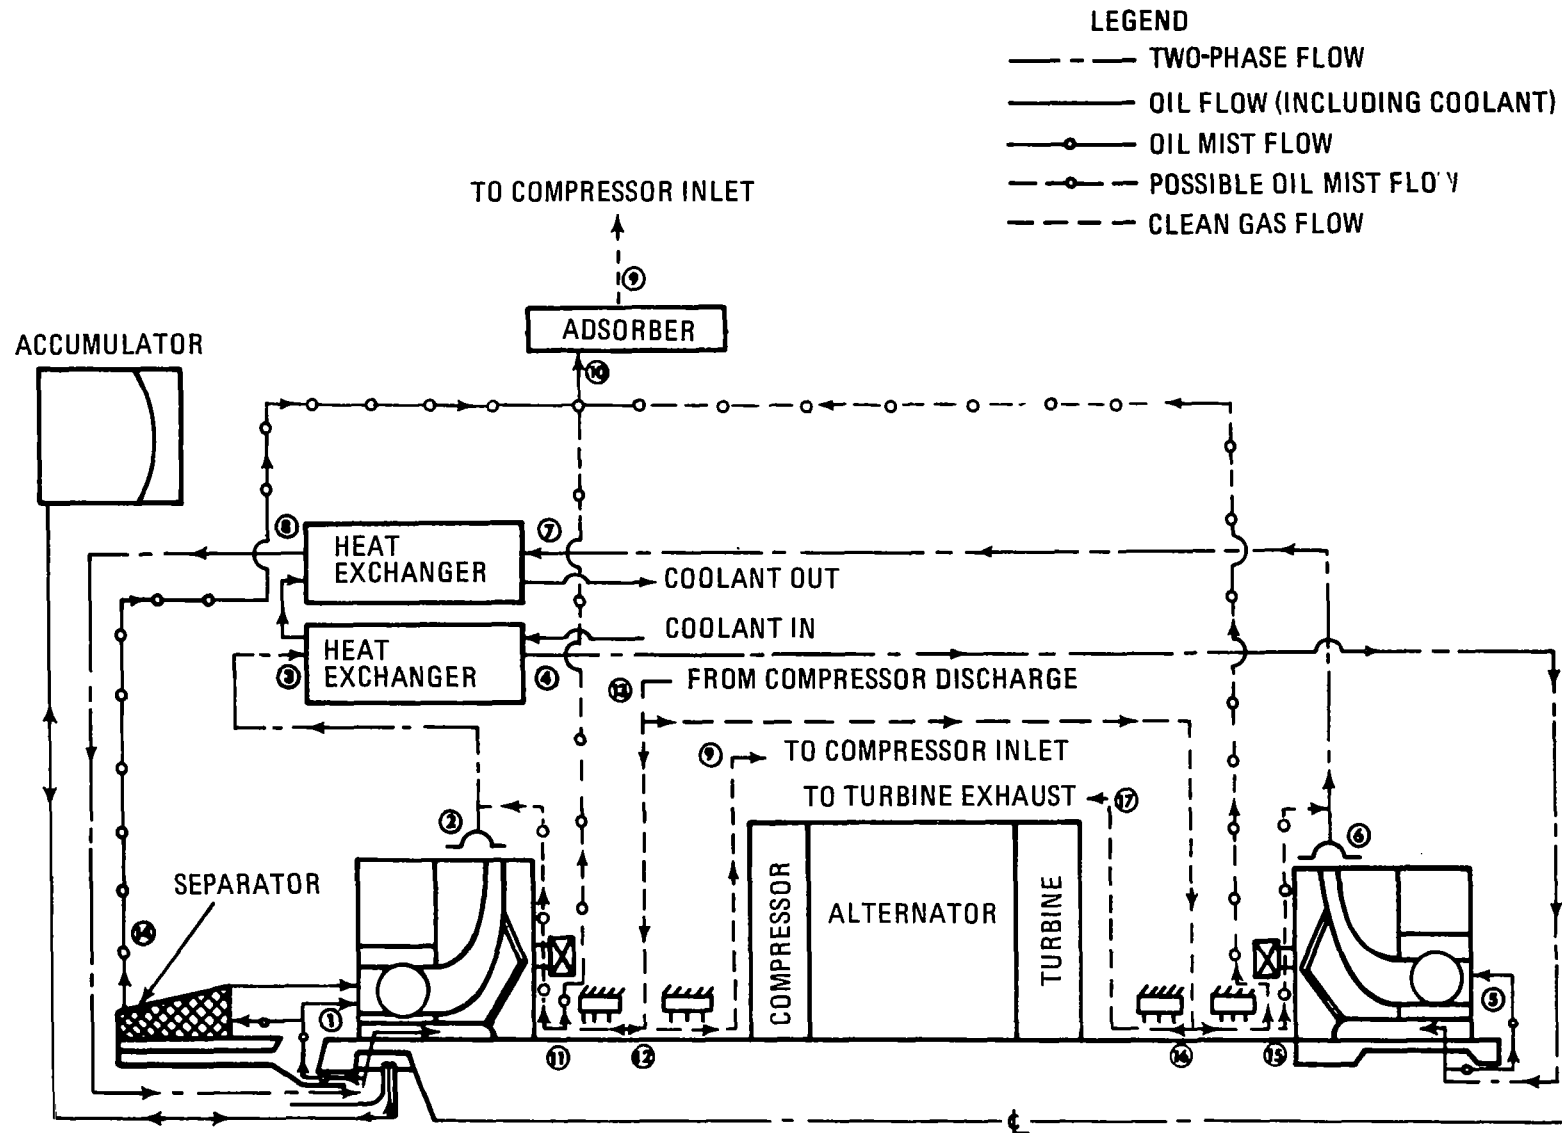 LEGEND
TWO-PHASE FLOW
OIL FLOW (INCLUDING COOLANT)
OIL MIST FLOW
POSSIBLE OIL MIST
CLEAN GAS FLOW
TO COMPRESSOR INLET
9
ADSORBER
10
ACCUMULATOR
8
HEAT
EXCHANGER
7
COOLANT OUT
COOLANT IN
HEAT
EXCHANGER
3
4
FROM COMPRESSOR DISCHARGE
9
TO COMPRESSOR INLET
TO TURBINE EXHAUST
17
2
6
SEPARATOR
COMPRESSOR
ALTERNATOR
TURBINE
14
1
5
11
12
15